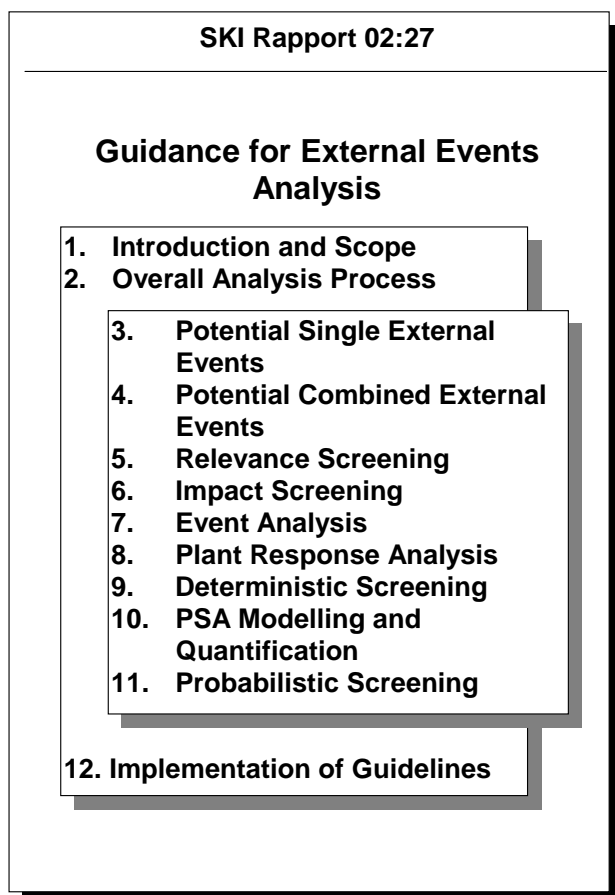 SKI Rapport 02:27
Guidance for External Events
Analysis
1. Introduction and Scope
2. Overall Analysis Process
3. Potential Single External
Events
4. Potential Combined External
Events
5. Relevance Screening
6. Impact Screening
7. Event Analysis
8. Plant Response Analysis
9. Deterministic Screening
10. PSA Modelling and
Quantification
11. Probabilistic Screening
12. Implementation of Guidelines